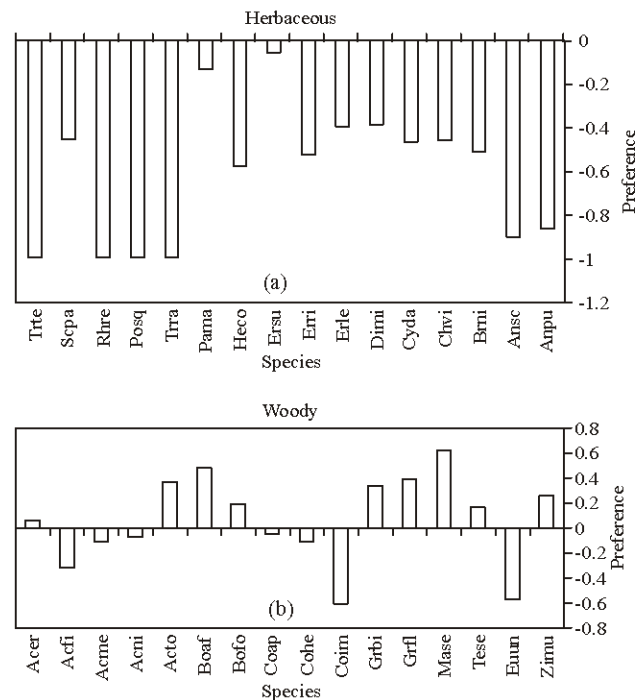 Herbaceous
0
-0.2
-0.4
-0.6
-0.8
-1
-1.2
Preference
(a)
Trte Scpa Rhre Posq Trra Pama Heco Ersu Erri Erle Dimi Cyda Chvi Brni Ansc Anpu
Species
Woody
0.8
0.6
0.4
0.2
0
-0.2
-0.4
-0.6
-0.8
Preference
(b)
Acer Acfi Acme Acni Acto Boaf Bofo Coap Cohe Coim Grbi Grfl Mase Tese Euun Zimu
Species